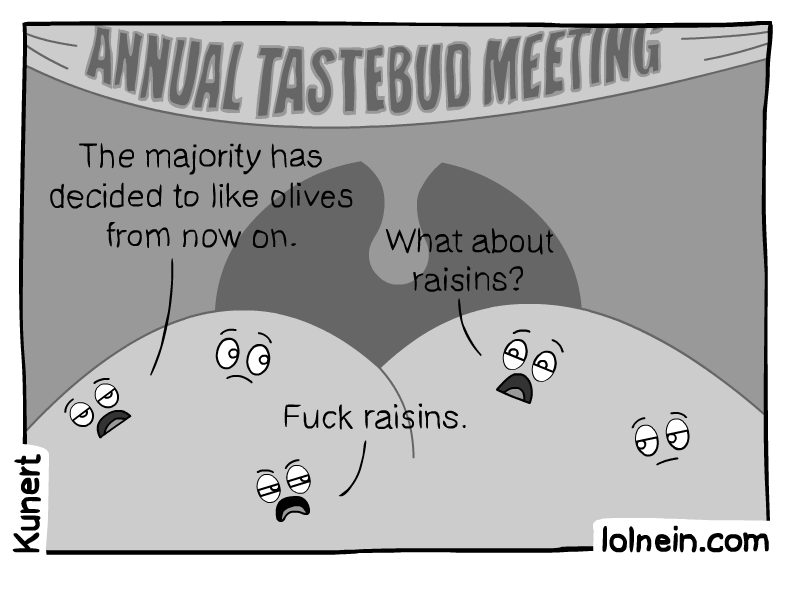 ANNUAL TASTEBUD MEETING
The majority has
decided to like olives
from now on.
What about
raisins?
Fuck raisins.
Kunert
lolnein.com